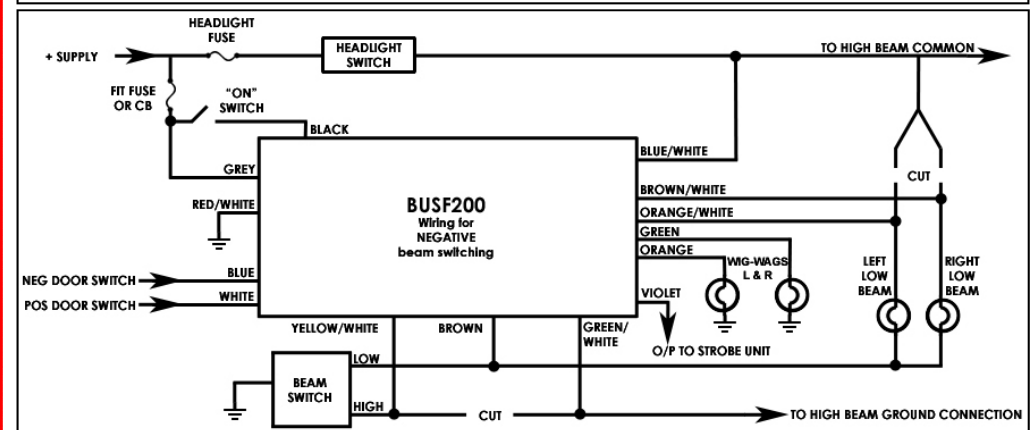 HEADLIGHT
FUSE
+ SUPPLY
HEADLIGHT
SWITCH
TO HIGH BEAM COMMON
FIT FUSE
OR CB
"ON"
SWITCH
BLACK
GREY
RED/WHITE
NEG DOOR SWITCH
BLUE
POS DOOR SWITCH
WHITE
BUSF200
Wiring for
NEGATIVE
beam switching
BLUE/WHITE
BROWN/WHITE
ORANGE/WHITE
GREEN
ORANGE
VIOLET
CUT
WIG-WAGS
L & R
LEFT
LOW
BEAM
RIGHT
LOW
BEAM
O/P TO STROBE UNIT
YELLOW/WHITE
BROWN
GREEN/
WHITE
BEAM
SWITCH
LOW
HIGH
CUT
TO HIGH BEAM GROUND CONNECTION